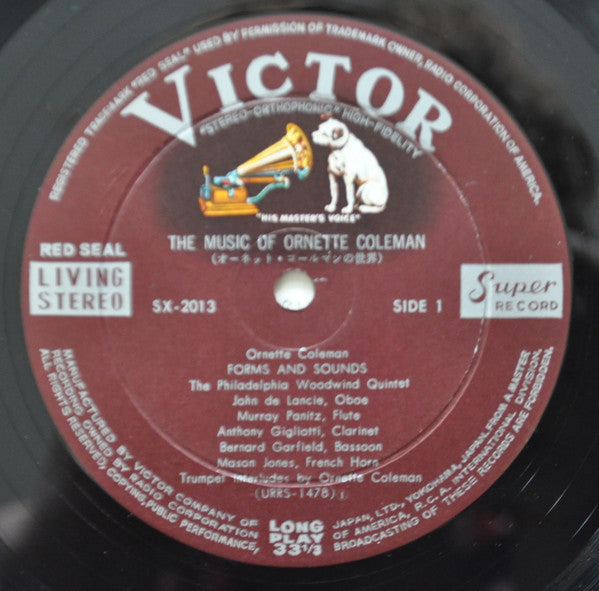 REGISTERED TRADEMARK "RED SEAL" USED BY PERMISSION OF TRADEMARK OWNER, RADIO CORPORATION OF AMERICA.
VICTOR
"STEREO-ORTHOPHONIC" HIGH-FIDELITY
"HIS MASTER'S VOICE"
THE MUSIC OF ORNETTE COLEMAN
(オーネット・コールマンの世界)
RED SEAL
LIVING
STEREO
SX-2013
SIDE 1
Super
RECORD
Ornette Coleman
FORMS AND SOUNDS
The Philadelphia Woodwind Quintet
John de Lancie, Oboe
Murray Panitz, Flute
Anthony Gigliotti, Clarinet
Bernard Garfield, Bassoon
Mason Jones, French Horn
Trumpet interludes by Ornette Coleman
(URRS-1478) 1
LONG
PLAY
33 1/3
MANUFACTURED BY VICTOR COMPANY OF JAPAN, LTD., YOKOHAMA, JAPAN, FROM A MASTER
RECORDING OWNED BY RADIO CORPORATION OF AMERICA, R.C.A. INTERNATIONAL DIVISION.
ALL RIGHTS RESERVED, COPYING, PUBLIC PERFORMANCE, BROADCASTING OF THESE RECORDS ARE FORBIDDEN.